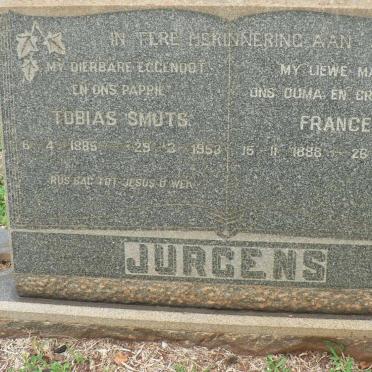 IN TERE HERINNERING AAN
MY DIERBARE EGGENOOT
EN ONS PAPPIE
TOBIAS SMUTS
6 · 4 · 1885 — 29 · 3 · 1953
RUS SAG TOT JESUS U WEK
MY LIEWE MA
ONS OUMA EN GR
FRANCE
15 · 11 · 1888 — 26
JURGENS